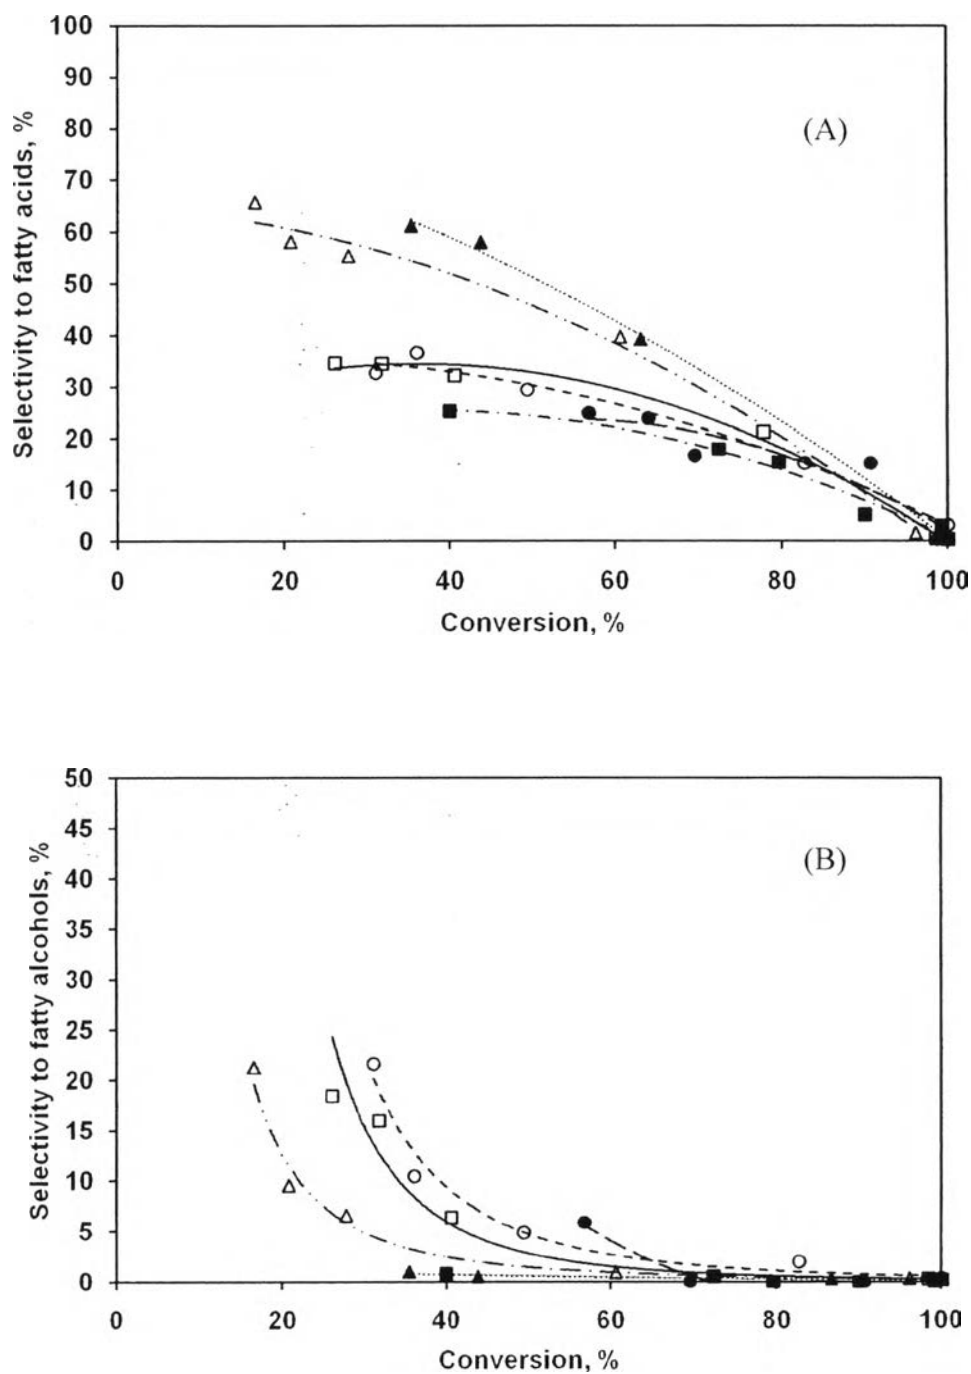 100
90
80
70
60
50
40
30
20
10
0
Selectivity to fatty acids, %
(A)
0 20 40 60 80 100
Conversion, %
50
45
40
35
30
25
20
15
10
5
0
Selectivity to fatty alcohols, %
(B)
0 20 40 60 80 100
Conversion, %